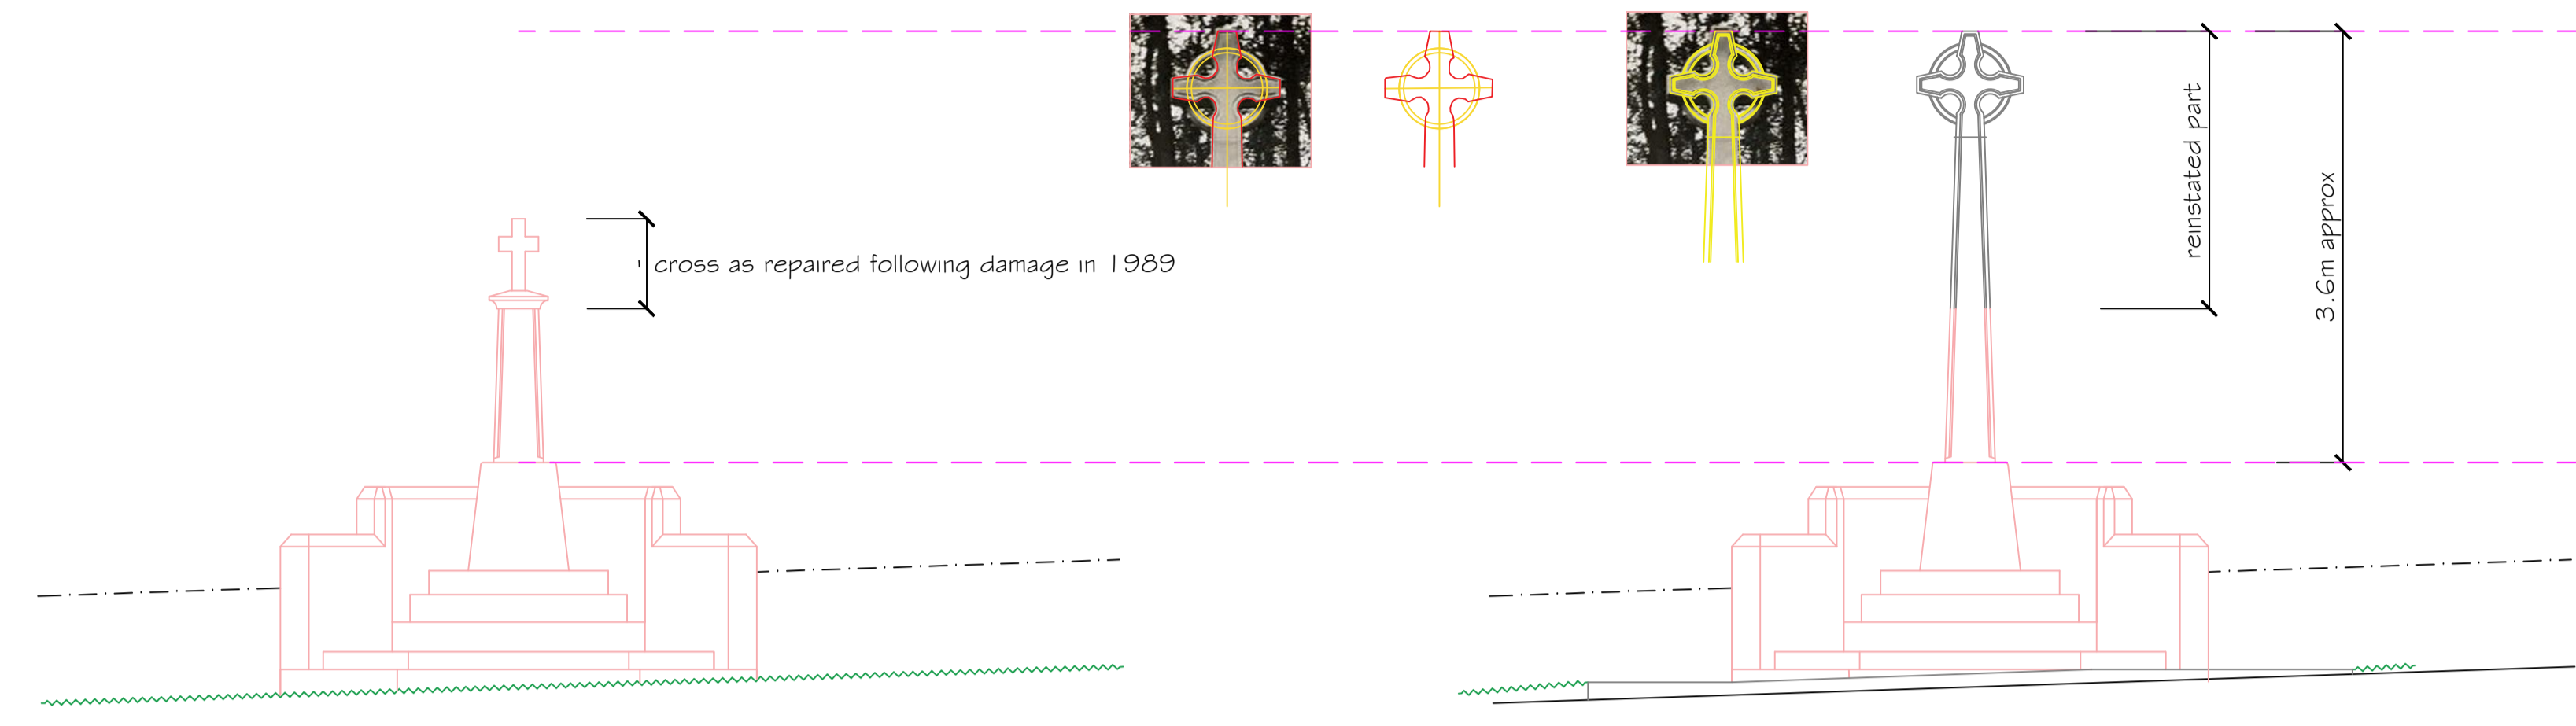 cross as repaired following damage in 1989
reinstated part
3.6m approx